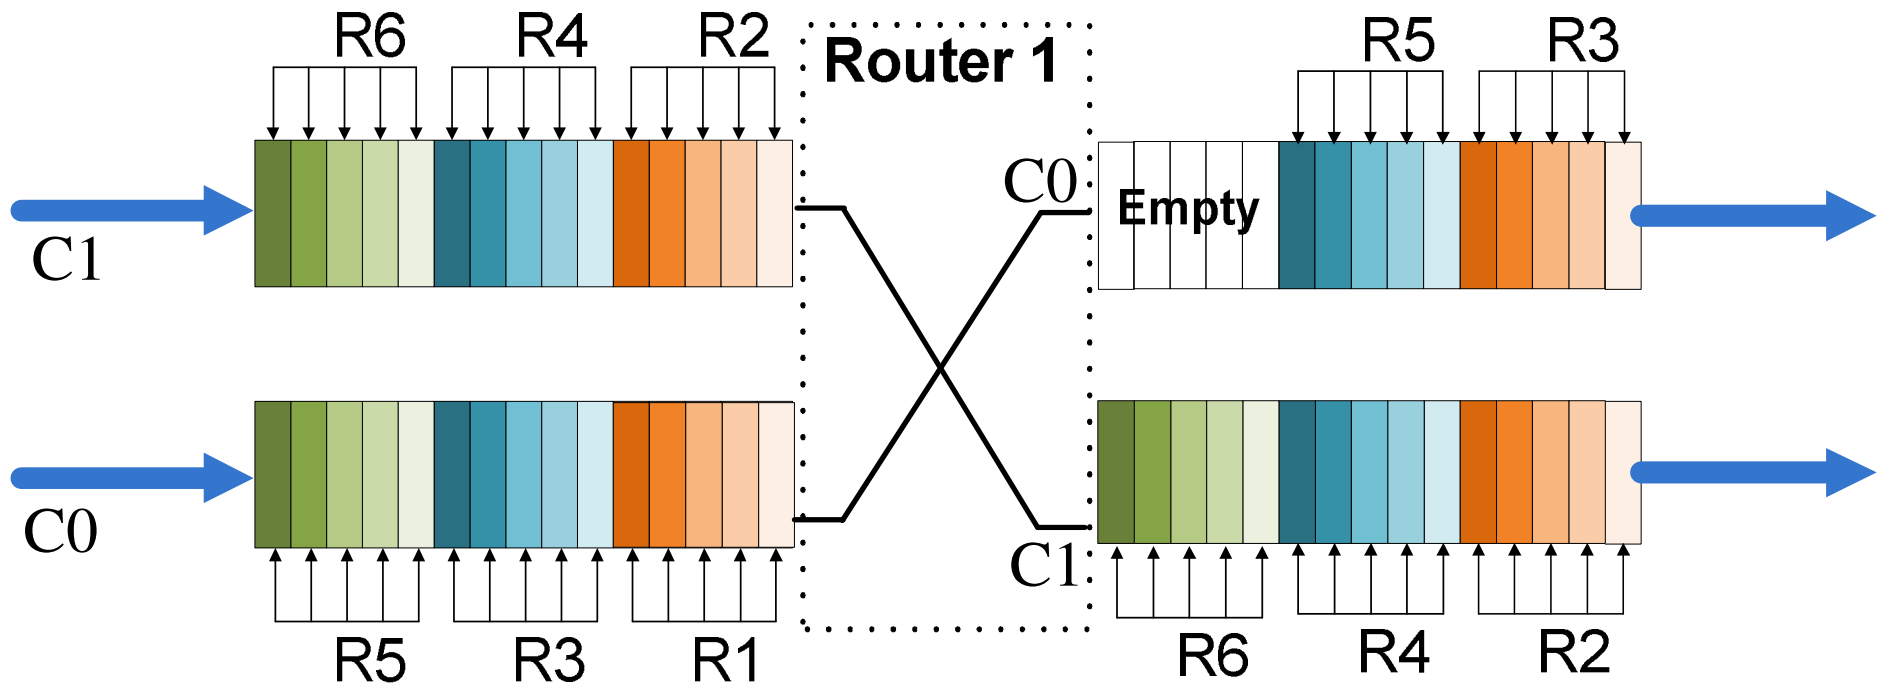 R6 R4 R2
Router 1
R5 R3
C1
C0
Empty
C0
C1
R5 R3 R1
R6 R4 R2